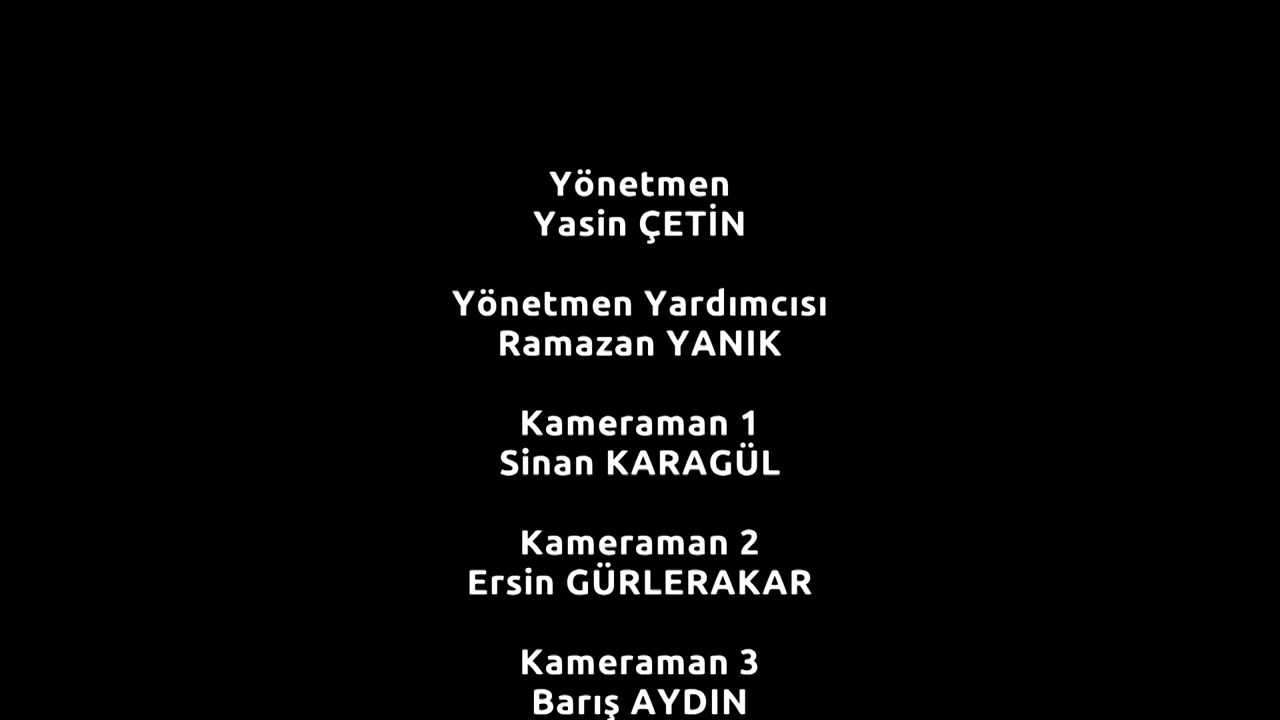 Yönetmen
Yasin ÇETİN
Yönetmen Yardımcısı
Ramazan YANIK
Kameraman 1
Sinan KARAGÜL
Kameraman 2
Ersin GÜRLERAKAR
Kameraman 3
Barış AYDIN